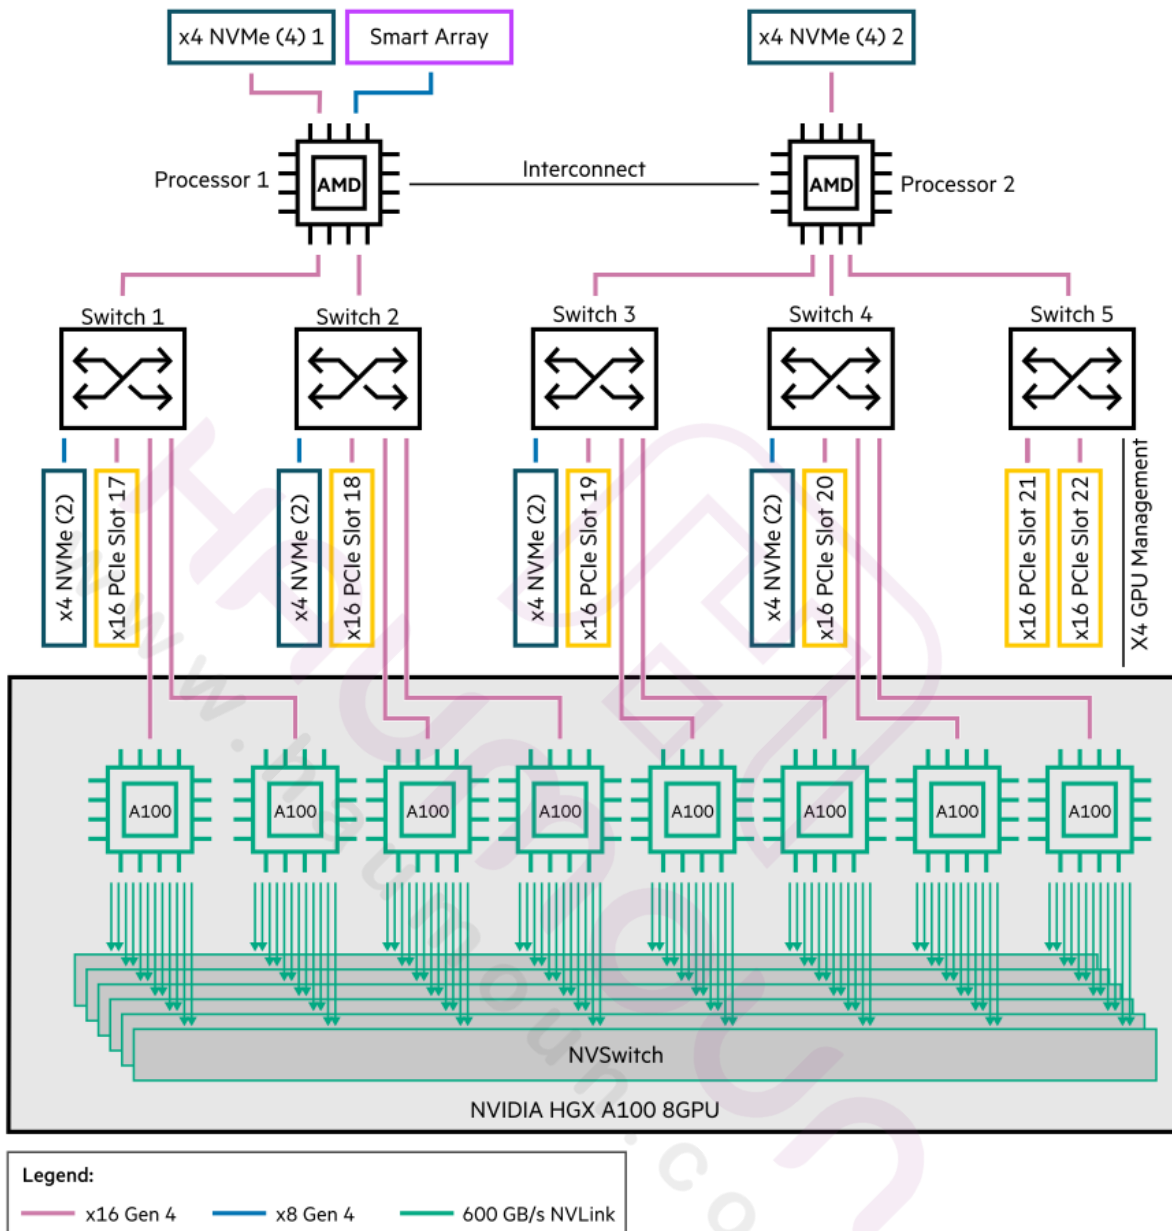 x4 NVMe (4) 1
Smart Array
x4 NVMe (4) 2
Processor 1
AMD
Interconnect
AMD
Processor 2
Switch 1
Switch 2
Switch 3
Switch 4
Switch 5
x4 NVMe (2)
x16 PCIe Slot 17
x4 NVMe (2)
x16 PCIe Slot 18
x4 NVMe (2)
x16 PCIe Slot 19
x4 NVMe (2)
x16 PCIe Slot 20
x16 PCIe Slot 21
x16 PCIe Slot 22
X4 GPU Management
A100
A100
A100
A100
A100
A100
A100
A100
NVSwitch
NVIDIA HGX A100 8GPU
Legend:
x16 Gen 4
x8 Gen 4
600 GB/s NVLink
Haumoun
www.haumoun.co